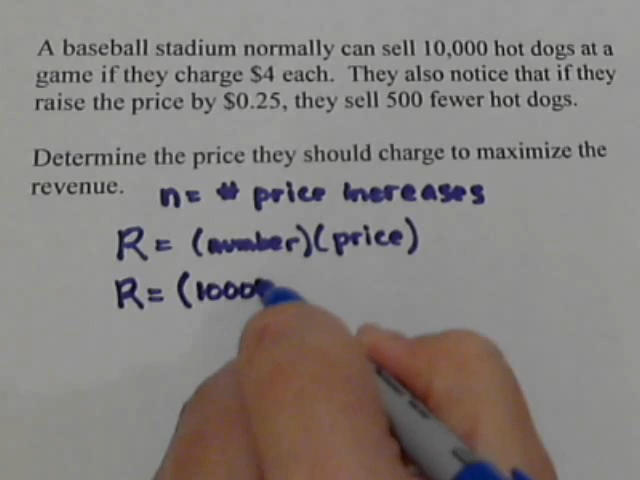 A baseball stadium normally can sell 10,000 hot dogs at a
game if they charge $4 each. They also notice that if they
raise the price by $0.25, they sell 500 fewer hot dogs.
Determine the price they should charge to maximize the
revenue. n = # price increases
R = (number)(price)
R = (1000